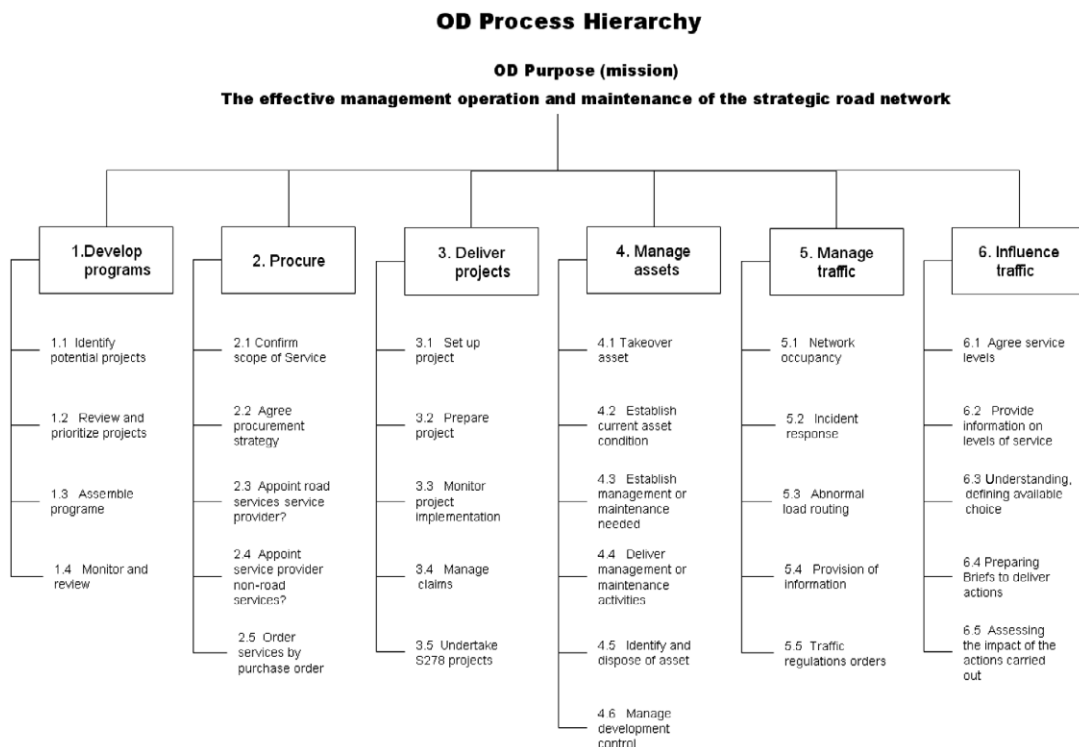 OD Process Hierarchy
OD Purpose (mission)
The effective management operation and maintenance of the strategic road network
1.Develop
programs
2. Procure
3. Deliver
projects
4. Manage
assets
5. Manage
traffic
6. Influence
traffic
1.1 Identify
potential projects
1.2 Review and
prioritize projects
1.3 Assemble
programe
1.4 Monitor and
review
2.1 Confirm
scope of Service
2.2 Agree
procurement
strategy
2.3 Appoint road
services service
provider?
2.4 Appoint
service provider
non-road
services?
2.5 Order
services by
purchase order
3.1 Set up
project
3.2 Prepare
project
3.3 Monitor
project
implementation
3.4 Manage
claims
3.5 Undertake
S278 projects
4.1 Takeover
asset
4.2 Establish
current asset
condition
4.3 Establish
management or
maintenance
needed
4.4 Deliver
management or
maintenance
activities
4.5 Identify and
dispose of asset
4.6 Manage
development
control
5.1 Network
occupancy
5.2 Incident
response
5.3 Abnormal
load routing
5.4 Provision of
information
5.5 Traffic
regulations orders
6.1 Agree service
levels
6.2 Provide
information on
levels of service
6.3 Understanding,
defining available
choice
6.4 Preparing
Briefs to deliver
actions
6.5 Assessing
the impact of the
actions carried
out